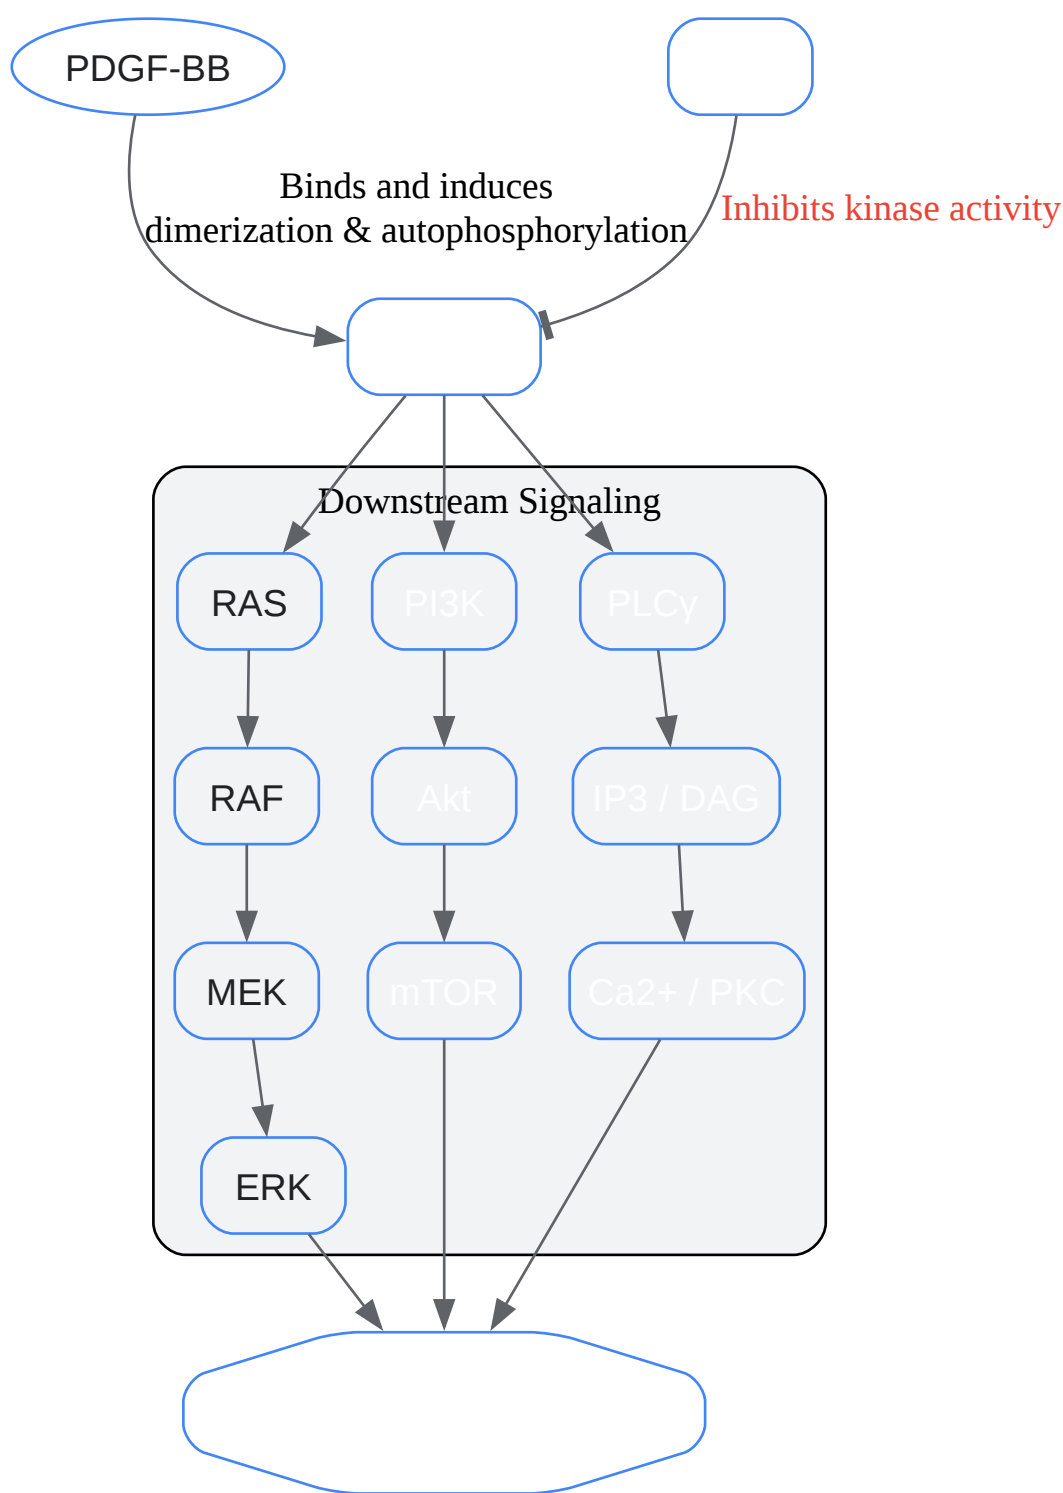 PDGF-BB
Binds and induces
dimerization & autophosphorylation
Inhibits kinase activity
Downstream Signaling
RAS
PI3K
PLCγ
RAF
Akt
IP3 / DAG
MEK
mTOR
Ca2+ / PKC
ERK